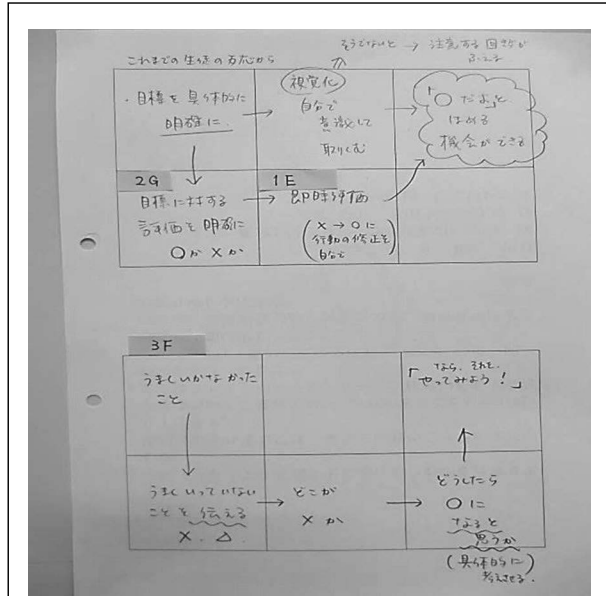 これまでの生徒の反応から
そうでないと → 注意する回数が
ふえる
・目標を具体的に
明確に
視覚化
自分で
意識して
取りくむ
「○だよ」と
ほめる
機会ができる
2G
目標に対する
評価を明確に
○か×か
1E
即時評価
(×→○に
行動の修正を
自分で)
3F
うまくいかなかった
こと
「なら、それを、
やってみよう!」
うまくいっていない
ことを伝える
×、△
どこが
×か
どうしたら
○に
なると
思うか
(具体的に
考えさせる。)